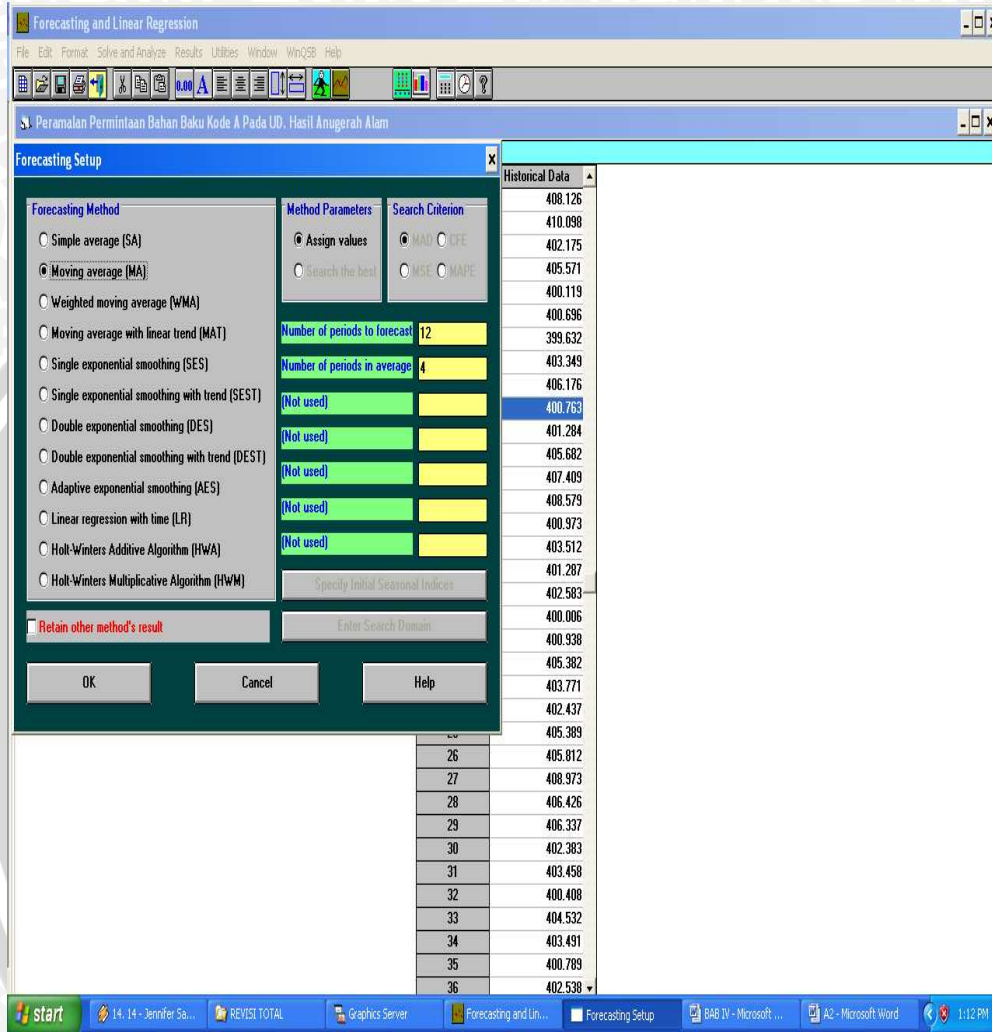 Forecasting and Linear Regression
File Edit Format Solve and Analyze Results Utilities Window WinQSB Help
0.00 A
Peramalan Permintaan Bahan Baku Kode A Pada UD. Hasil Anugerah Alam
Forecasting Setup
Forecasting Method
Simple average (SA)
Moving average (MA)
Weighted moving average (WMA)
Moving average with linear trend (MAT)
Single exponential smoothing (SES)
Single exponential smoothing with trend (SEST)
Double exponential smoothing (DES)
Double exponential smoothing with trend (DEST)
Adaptive exponential smoothing (AES)
Linear regression with time (LR)
Holt-Winters Additive Algorithm (HWA)
Holt-Winters Multiplicative Algorithm (HWM)
Retain other method's result
Method Parameters
Assign values
Search the best
Search Criterion
MAD CFE
MSE MAPE
Number of periods to forecast 12
Number of periods in average 4
(Not used)
(Not used)
(Not used)
(Not used)
(Not used)
Specify Initial Seasonal Indices
Enter Search Domain
OK Cancel Help
Historical Data
408.126
410.098
402.175
405.571
400.119
400.696
399.632
403.349
406.176
400.763
401.284
405.682
407.409
408.579
400.973
403.512
401.287
402.583
400.006
400.938
405.382
403.771
402.437
405.389
26 405.812
27 408.973
28 406.426
29 406.337
30 402.383
31 403.458
32 400.408
33 404.532
34 403.491
35 400.789
36 402.538
start 14. 14 - Jennifer Sa... REVISI TOTAL Graphics Server Forecasting and Lin... Forecasting Setup BAB IV - Microsoft ... A2 - Microsoft Word 1:12 PM